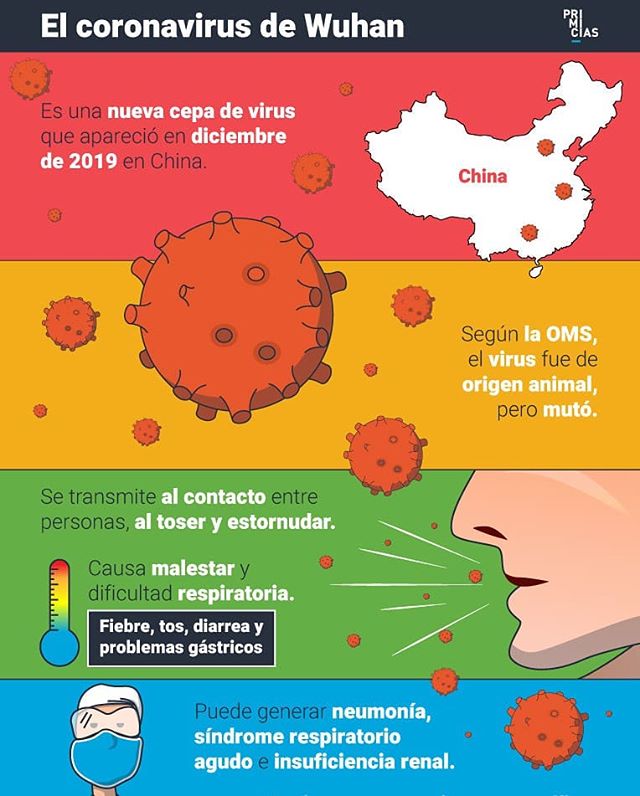 El coronavirus de Wuhan
PRI
MI
CIAS
Es una nueva cepa de virus
que apareció en diciembre
de 2019 en China.
China
Según la OMS,
el virus fue de
origen animal,
pero mutó.
Se transmite al contacto entre
personas, al toser y estornudar.
Causa malestar y
dificultad respiratoria.
Fiebre, tos, diarrea y
problemas gástricos
Puede generar neumonía,
síndrome respiratorio
agudo e insuficiencia renal.